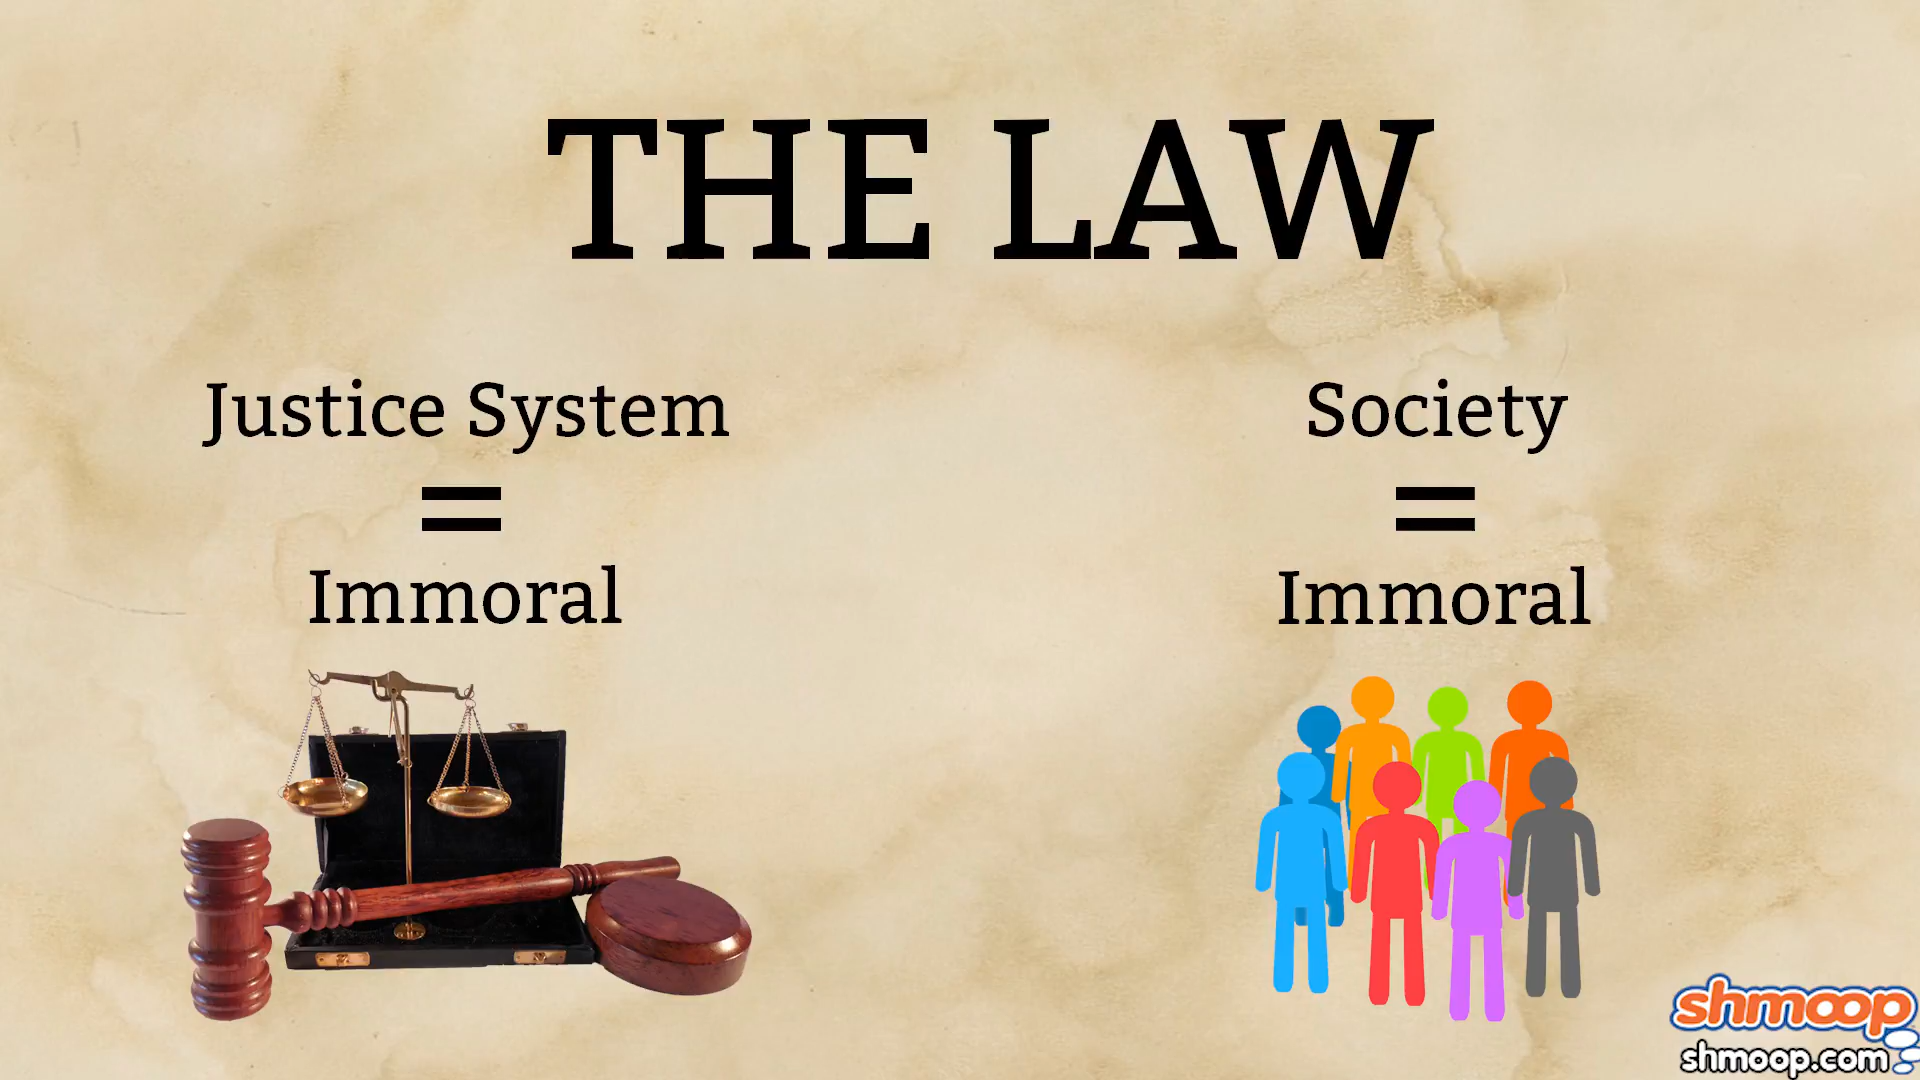 THE LAW
Justice System
=
Immoral
Society
=
Immoral
shmoop
shmoop.com